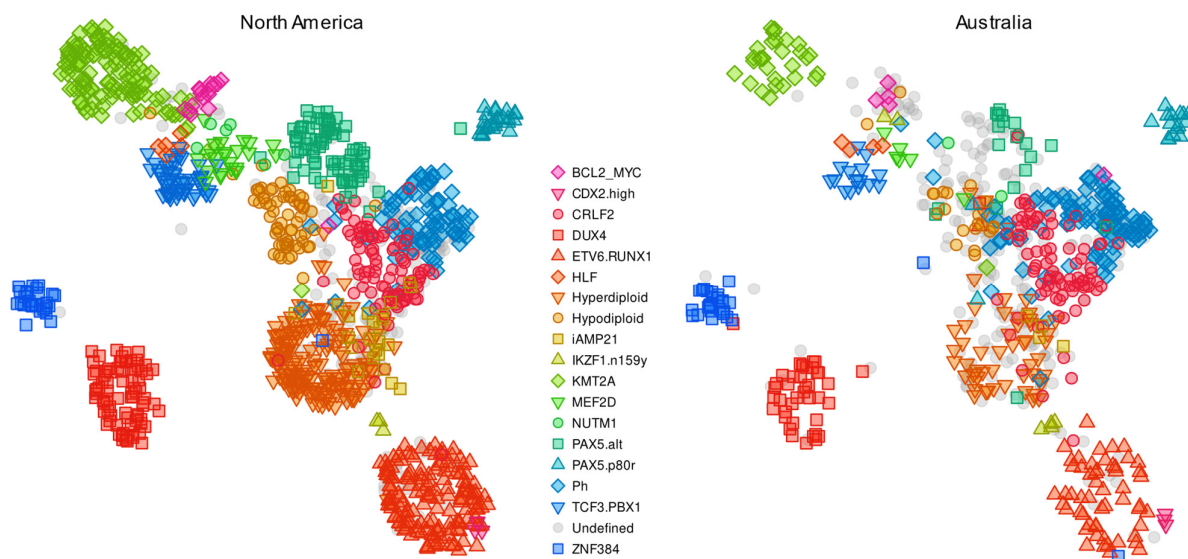 North America
Australia
BCL2_MYC
CDX2.high
CRLF2
DUX4
ETV6.RUNX1
HLF
Hyperdiploid
Hypodiploid
iAMP21
IKZF1.n159y
KMT2A
MEF2D
NUTM1
PAX5.alt
PAX5.p80r
Ph
TCF3.PBX1
Undefined
ZNF384